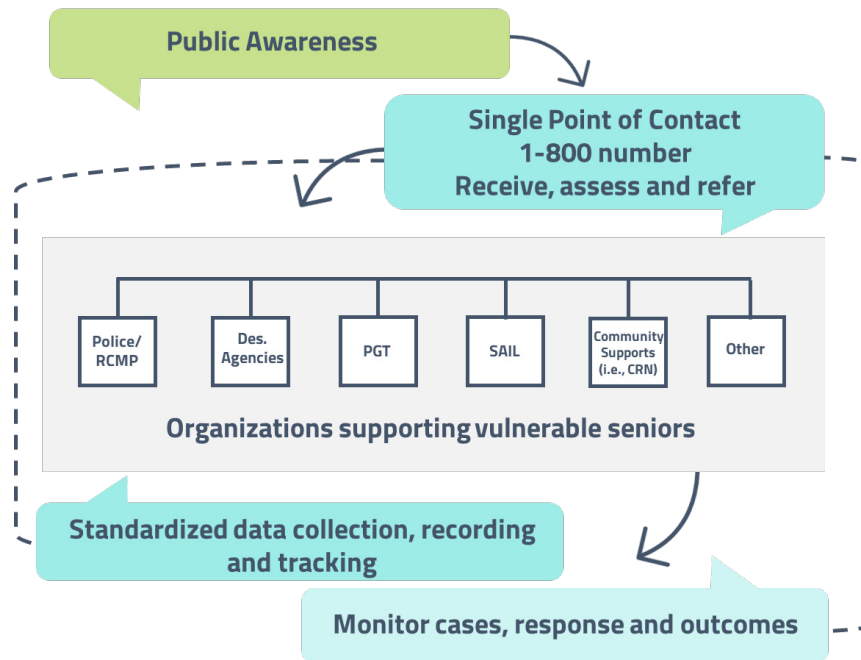 Public Awareness
Single Point of Contact
1-800 number
Receive, assess and refer
Police/
RCMP
Des.
Agencies
PGT
SAIL
Community
Supports
(i.e., CRN)
Other
Organizations supporting vulnerable seniors
Standardized data collection, recording
and tracking
Monitor cases, response and outcomes